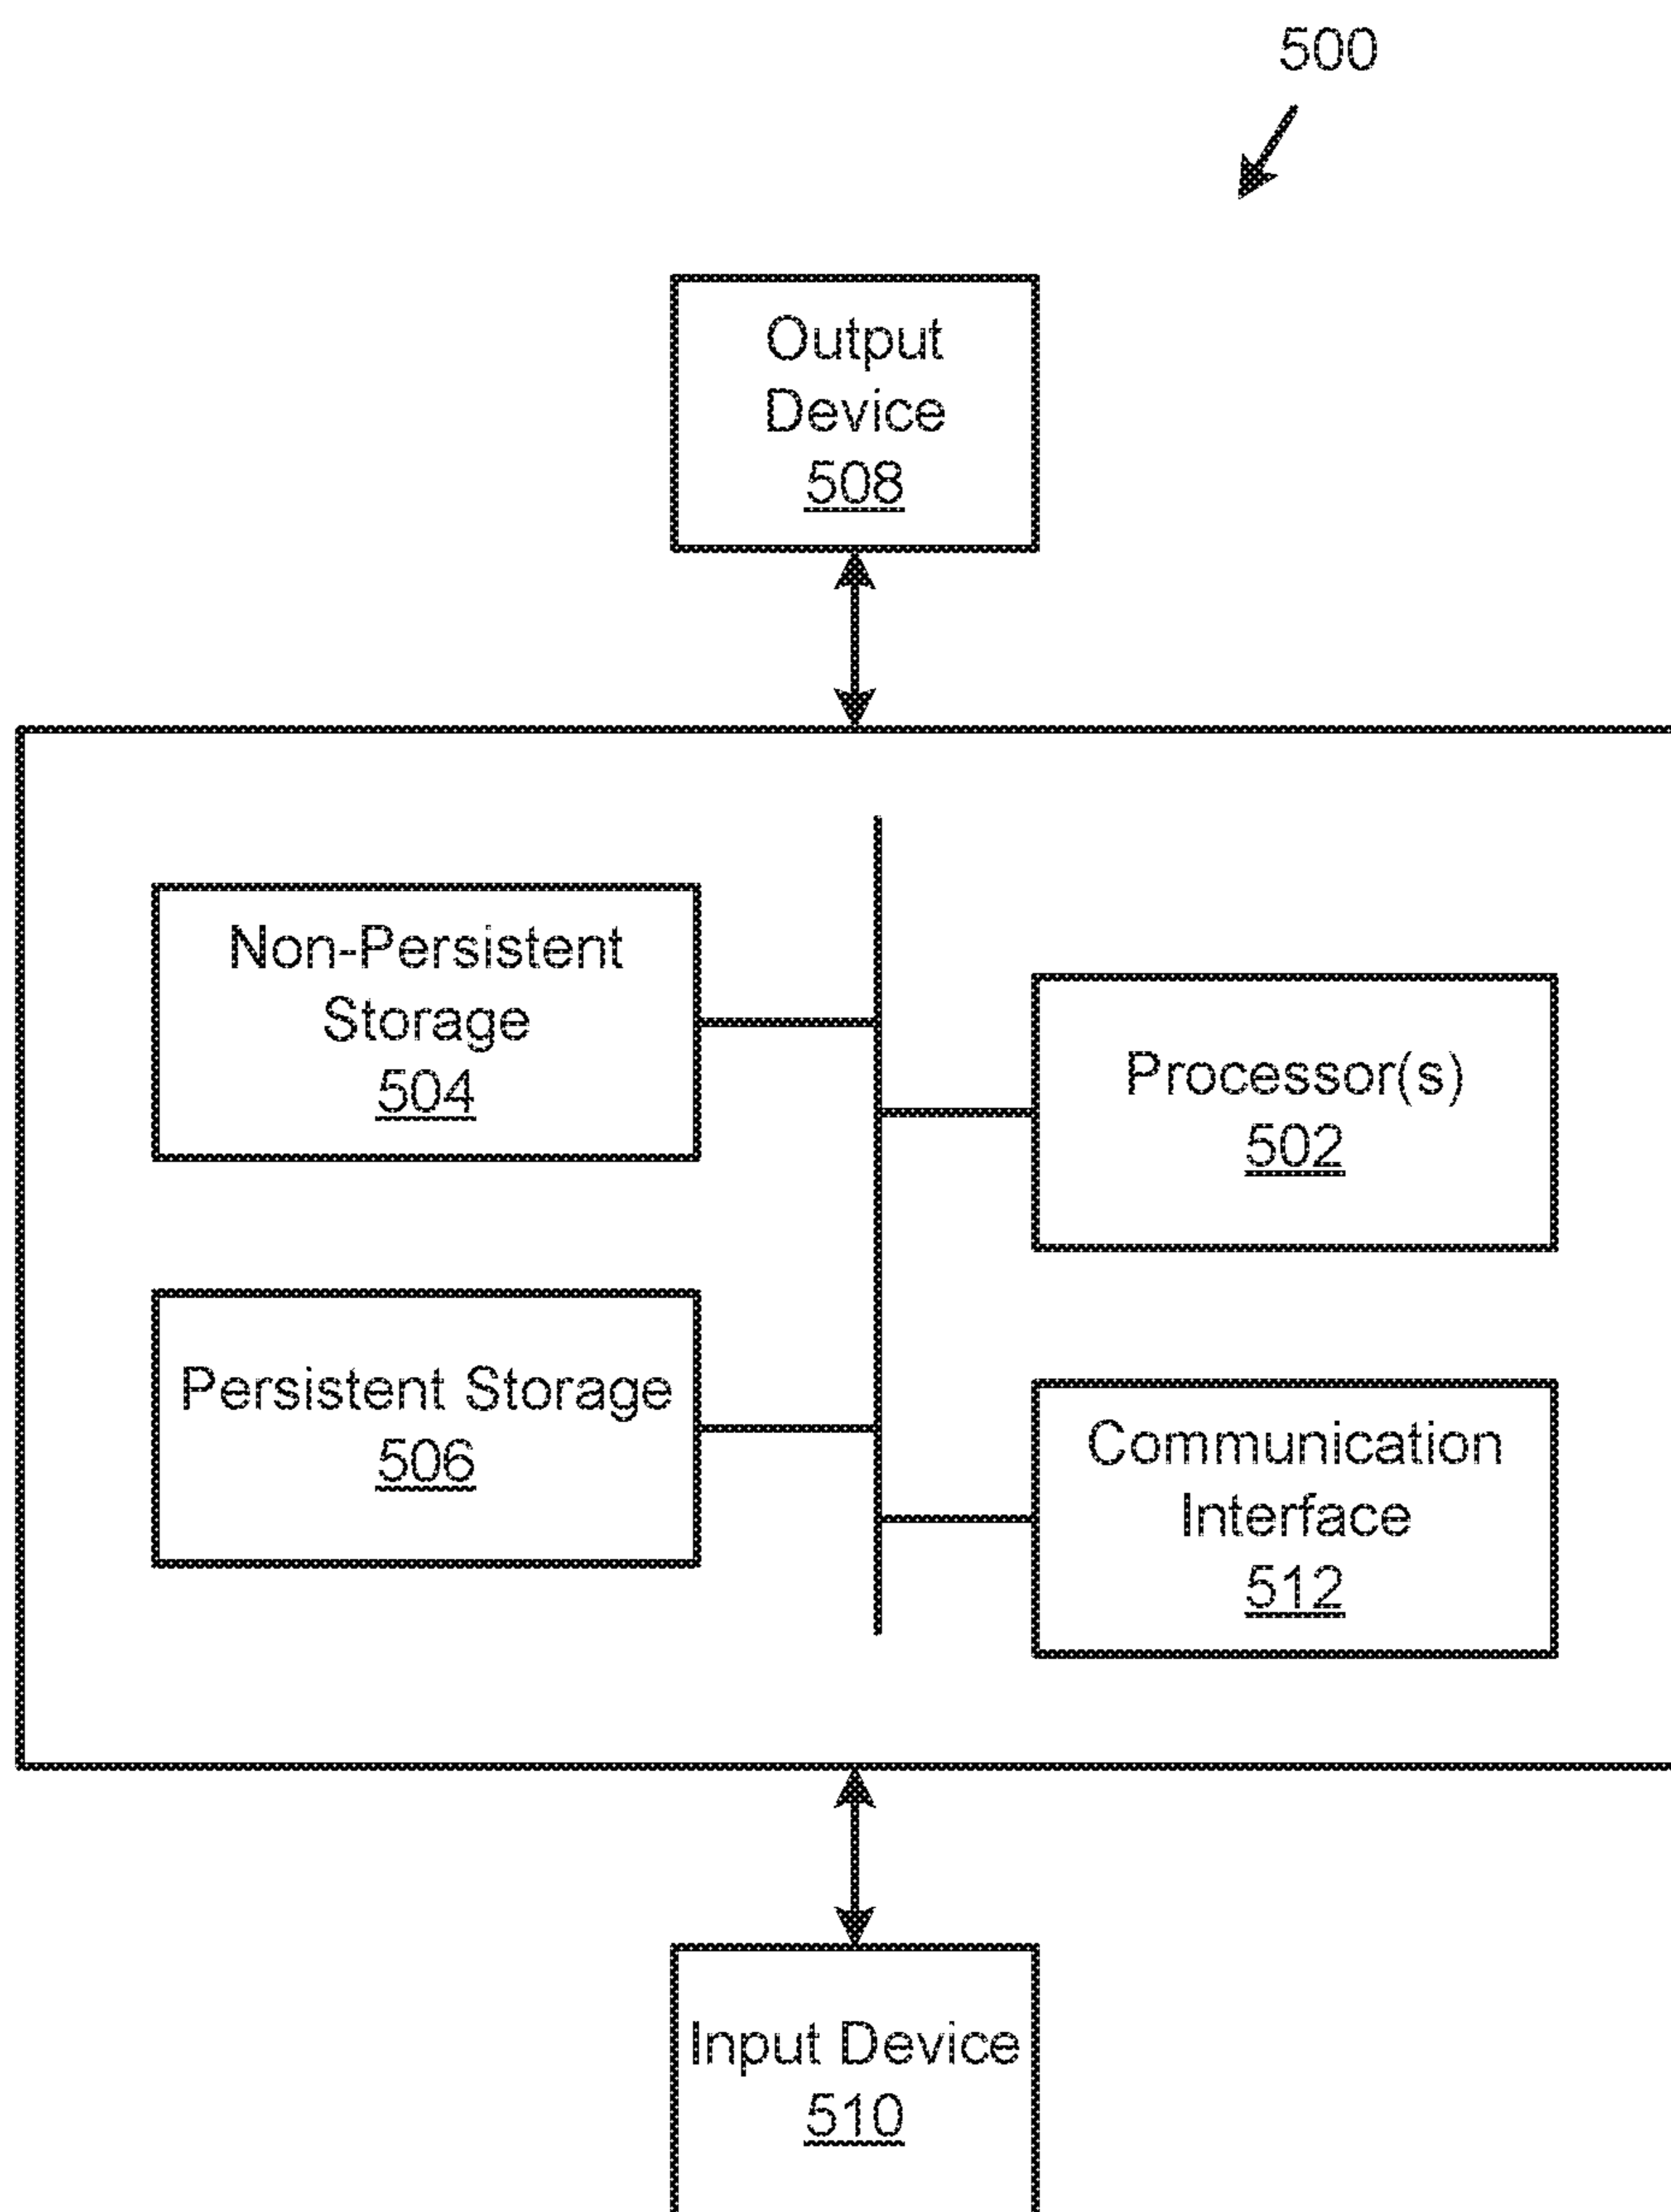 500
Output
Device
508
Non-Persistent
Storage
504
Processor(s)
502
Persistent Storage
506
Communication
Interface
512
Input Device
510